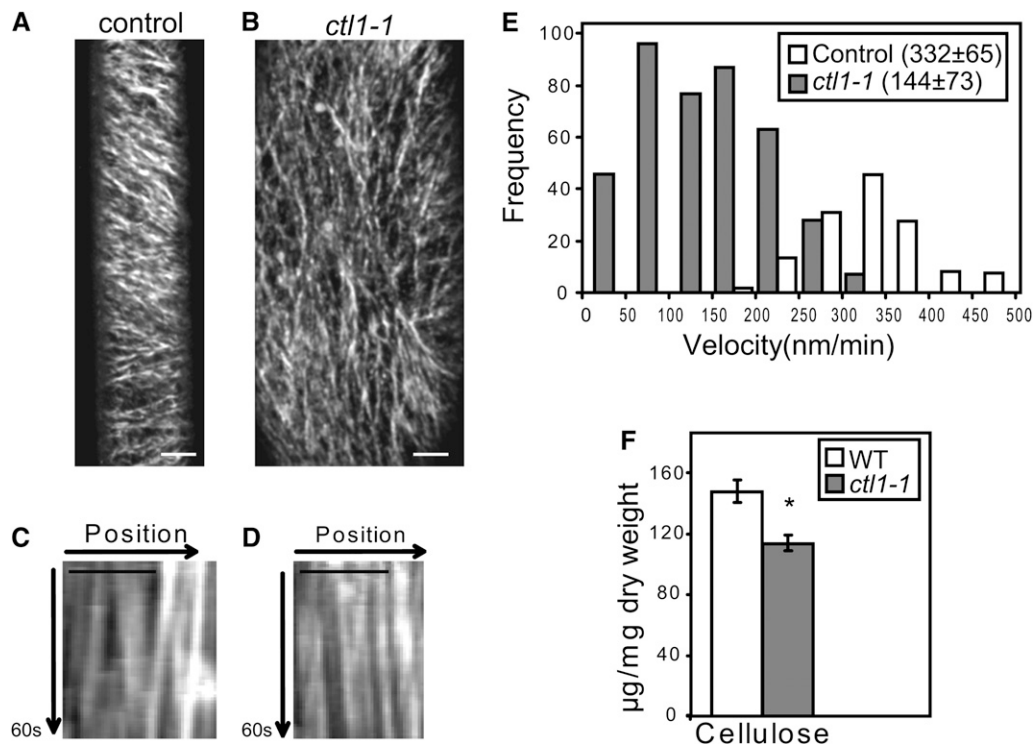 A
control
B
ctl1-1
C
Position
60s
D
Position
60s
E
Frequency
100
80
60
40
20
0
Control (332±65)
ctl1-1 (144±73)
0 50 100 150 200 250 300 350 400 450 500
Velocity(nm/min)
F
µg/mg dry weight
160
120
80
40
0
WT
ctl1-1
*
Cellulose